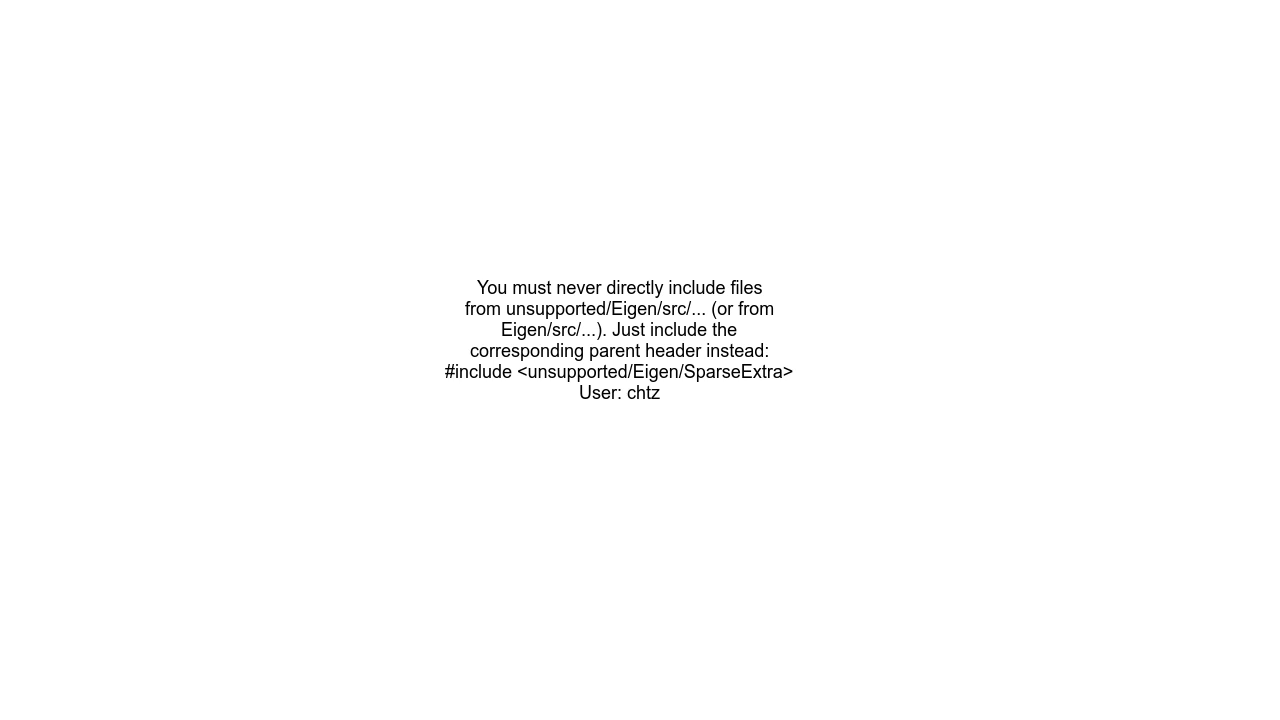 You must never directly include files
from unsupported/Eigen/src/... (or from
Eigen/src/...). Just include the
corresponding parent header instead:
#include <unsupported/Eigen/SparseExtra>
User: chtz